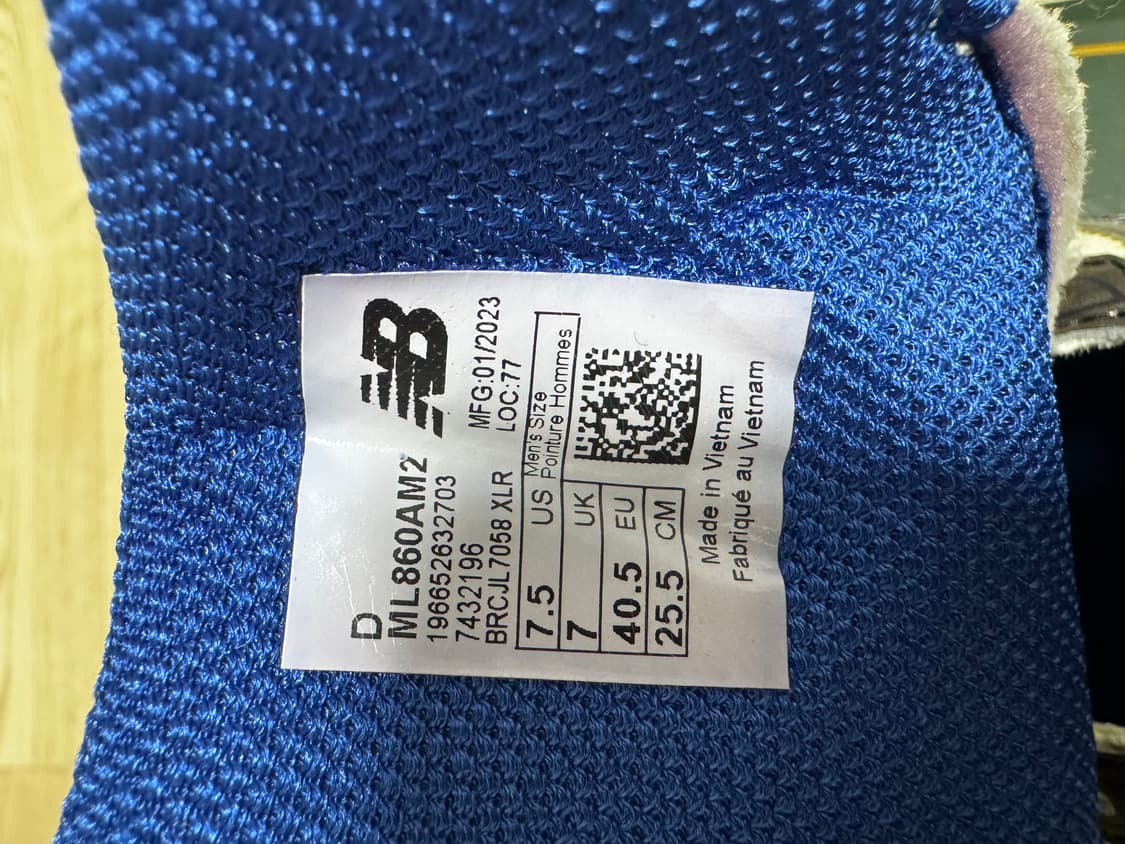 D
NB
ML860AM2
196652632703
7432196
BRCJL7058 XLR
MFG:01/2023
LOC:77
7.5 US
Men's Size
Pointure Hommes
7 UK
40.5 EU
25.5 CM
Made in Vietnam
Fabriqué au Vietnam